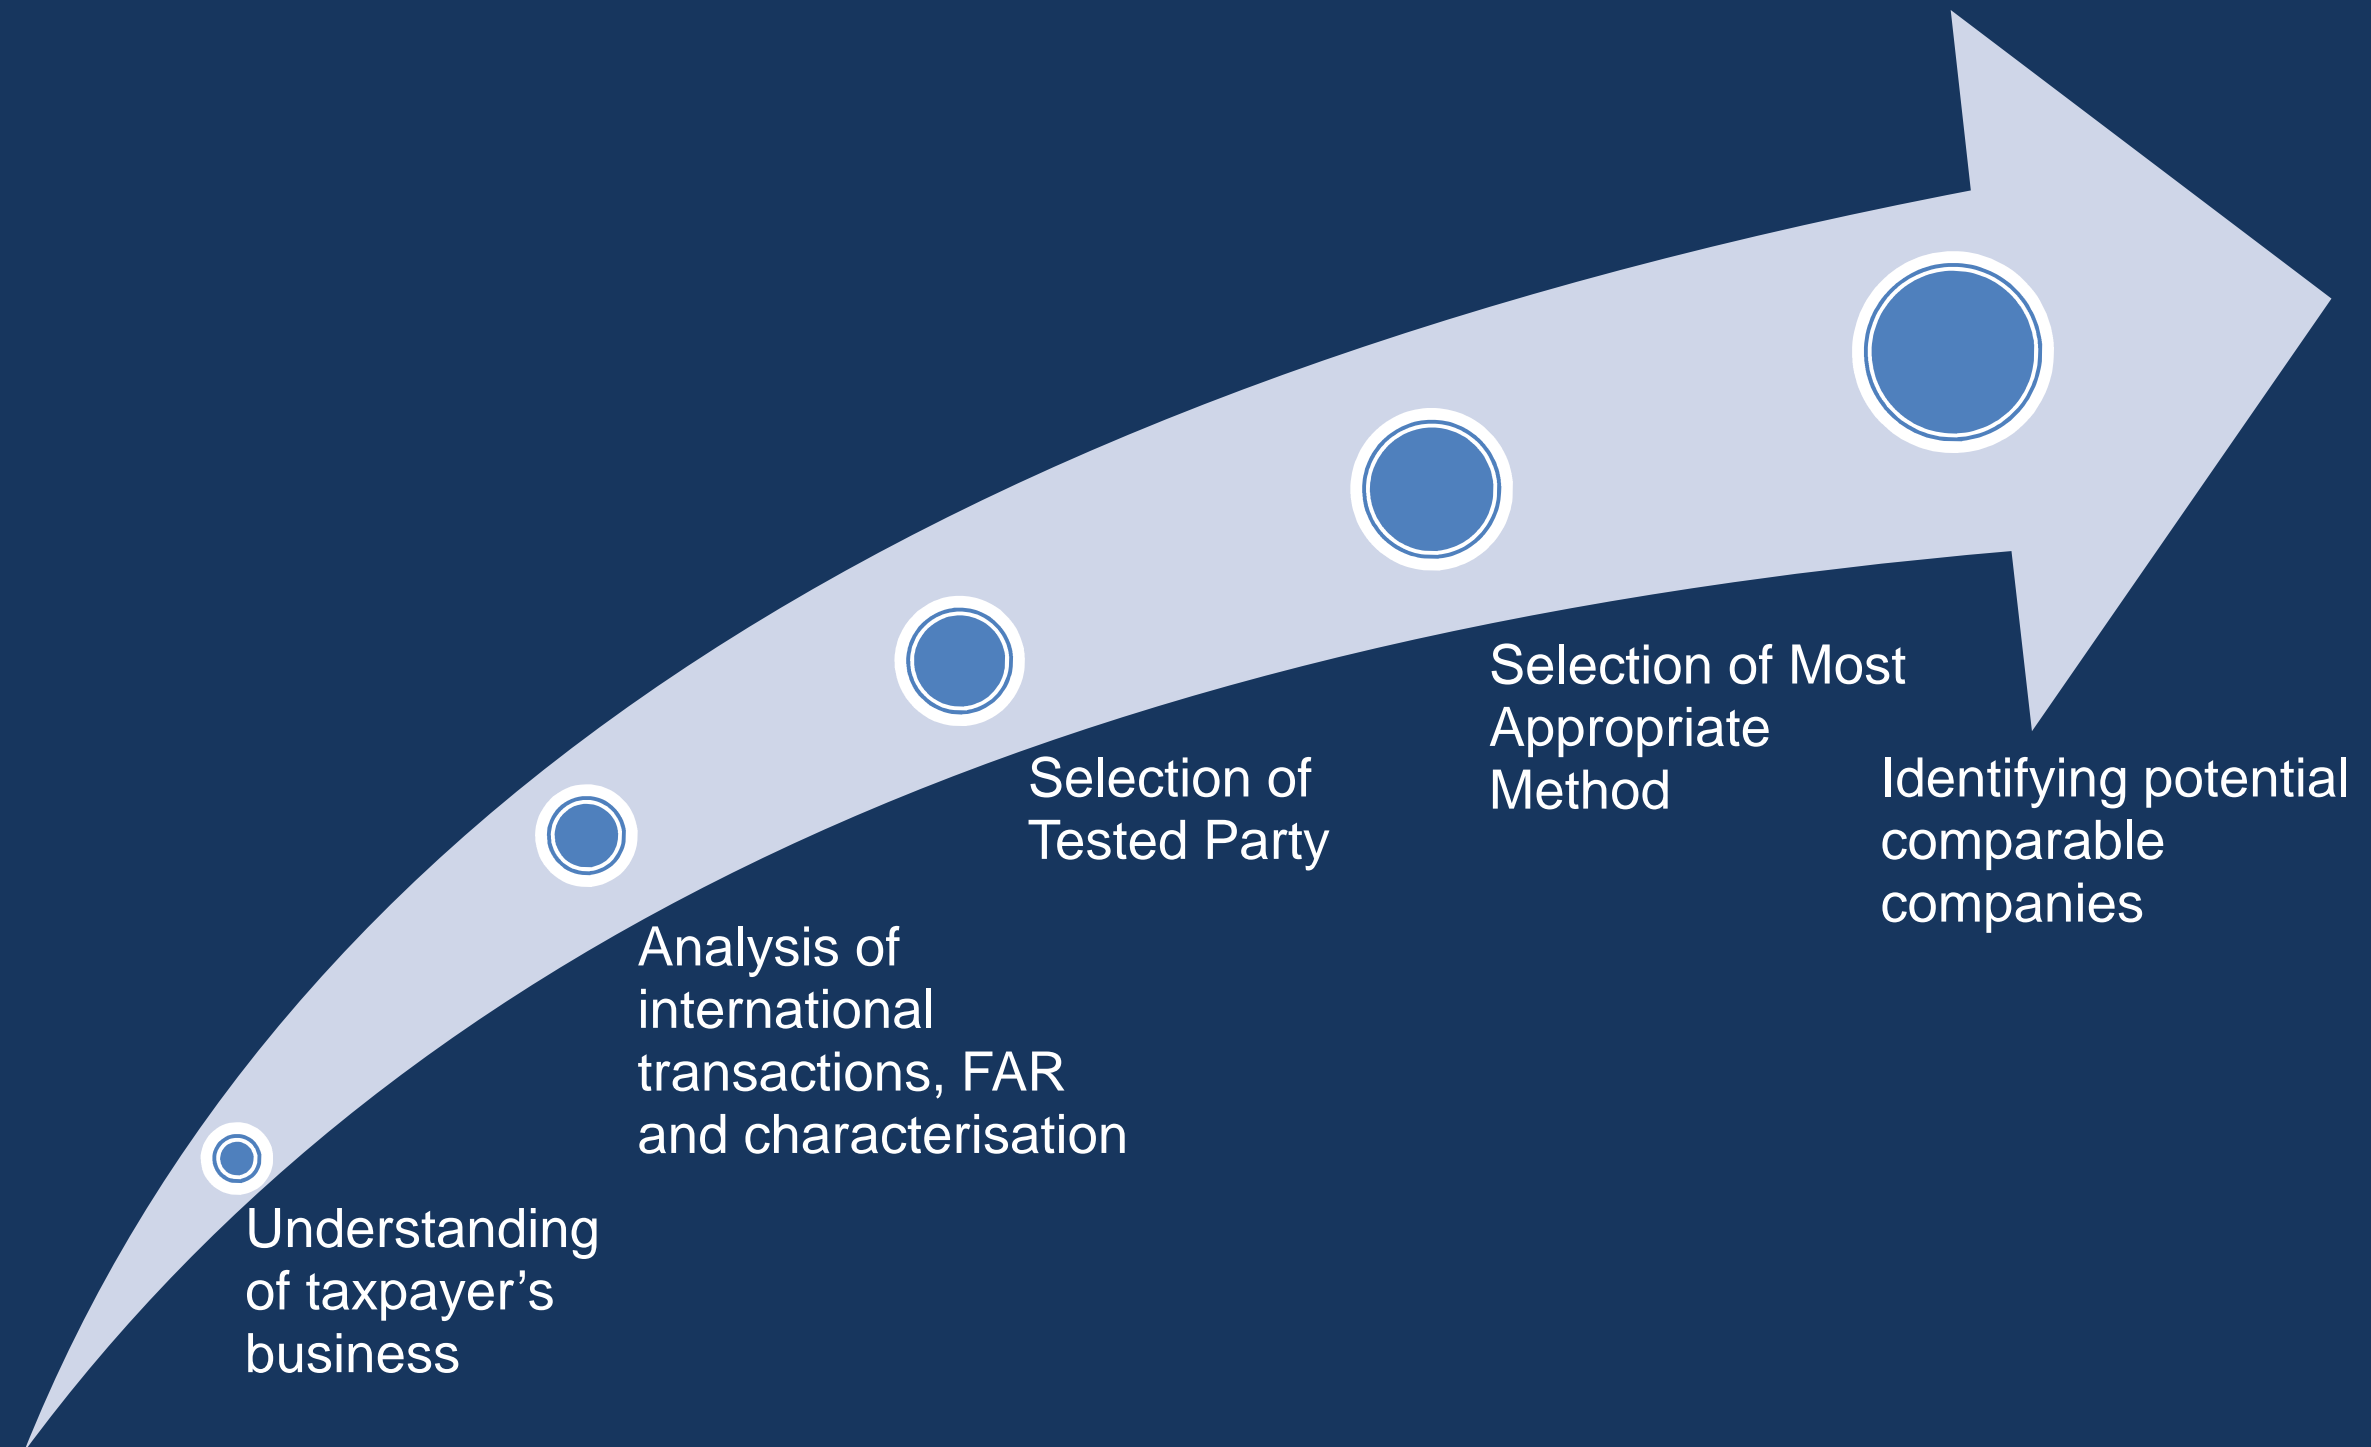 Understanding
of taxpayer’s
business
Analysis of
international
transactions, FAR
and characterisation
Selection of
Tested Party
Selection of Most
Appropriate
Method
Identifying potential
comparable
companies